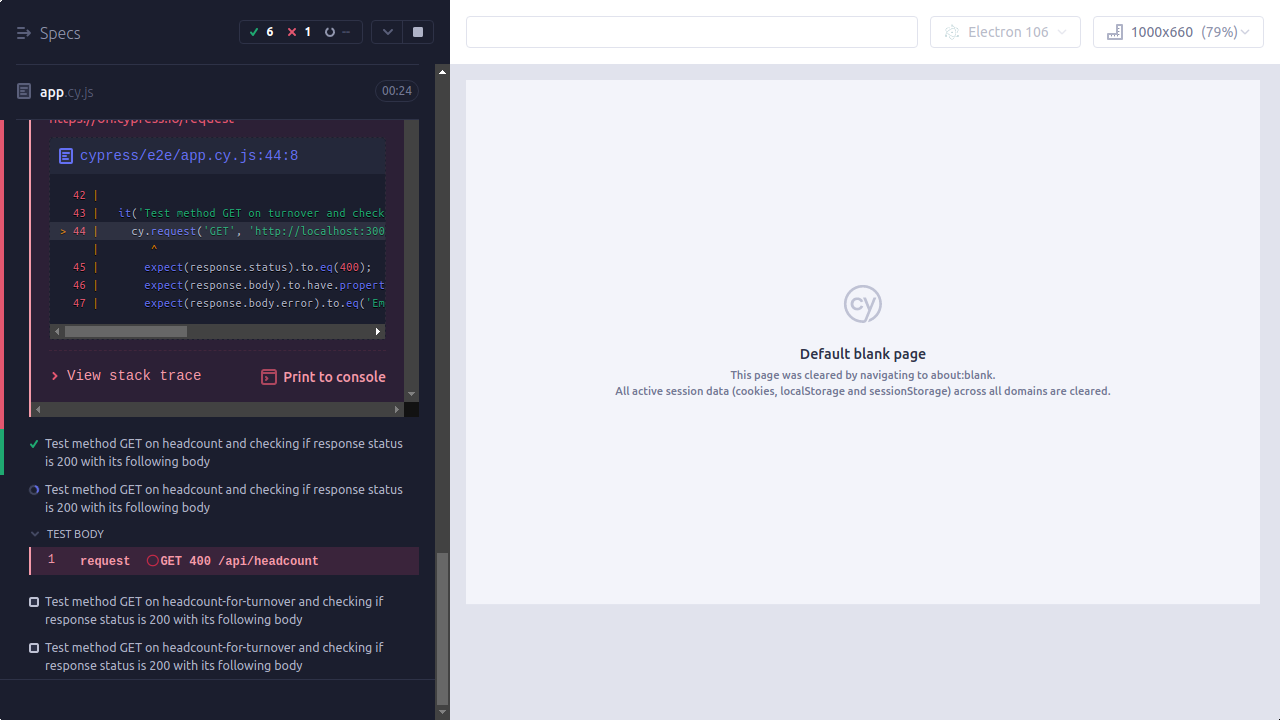 Specs
6
1
--
Electron 106
1000x660 (79%)
app.cy.js
00:24
https://on.cypress.io/request
cypress/e2e/app.cy.js:44:8
42 |
43 | it('Test method GET on turnover and check
> 44 | cy.request('GET', 'http://localhost:300
| ^
45 | expect(response.status).to.eq(400);
46 | expect(response.body).to.have.propert
47 | expect(response.body.error).to.eq('Em
View stack trace
Print to console
Test method GET on headcount and checking if response status
is 200 with its following body
Test method GET on headcount and checking if response status
is 200 with its following body
TEST BODY
1 request GET 400 /api/headcount
Test method GET on headcount-for-turnover and checking if
response status is 200 with its following body
Test method GET on headcount-for-turnover and checking if
response status is 200 with its following body
cy
Default blank page
This page was cleared by navigating to about:blank.
All active session data (cookies, localStorage and sessionStorage) across all domains are cleared.